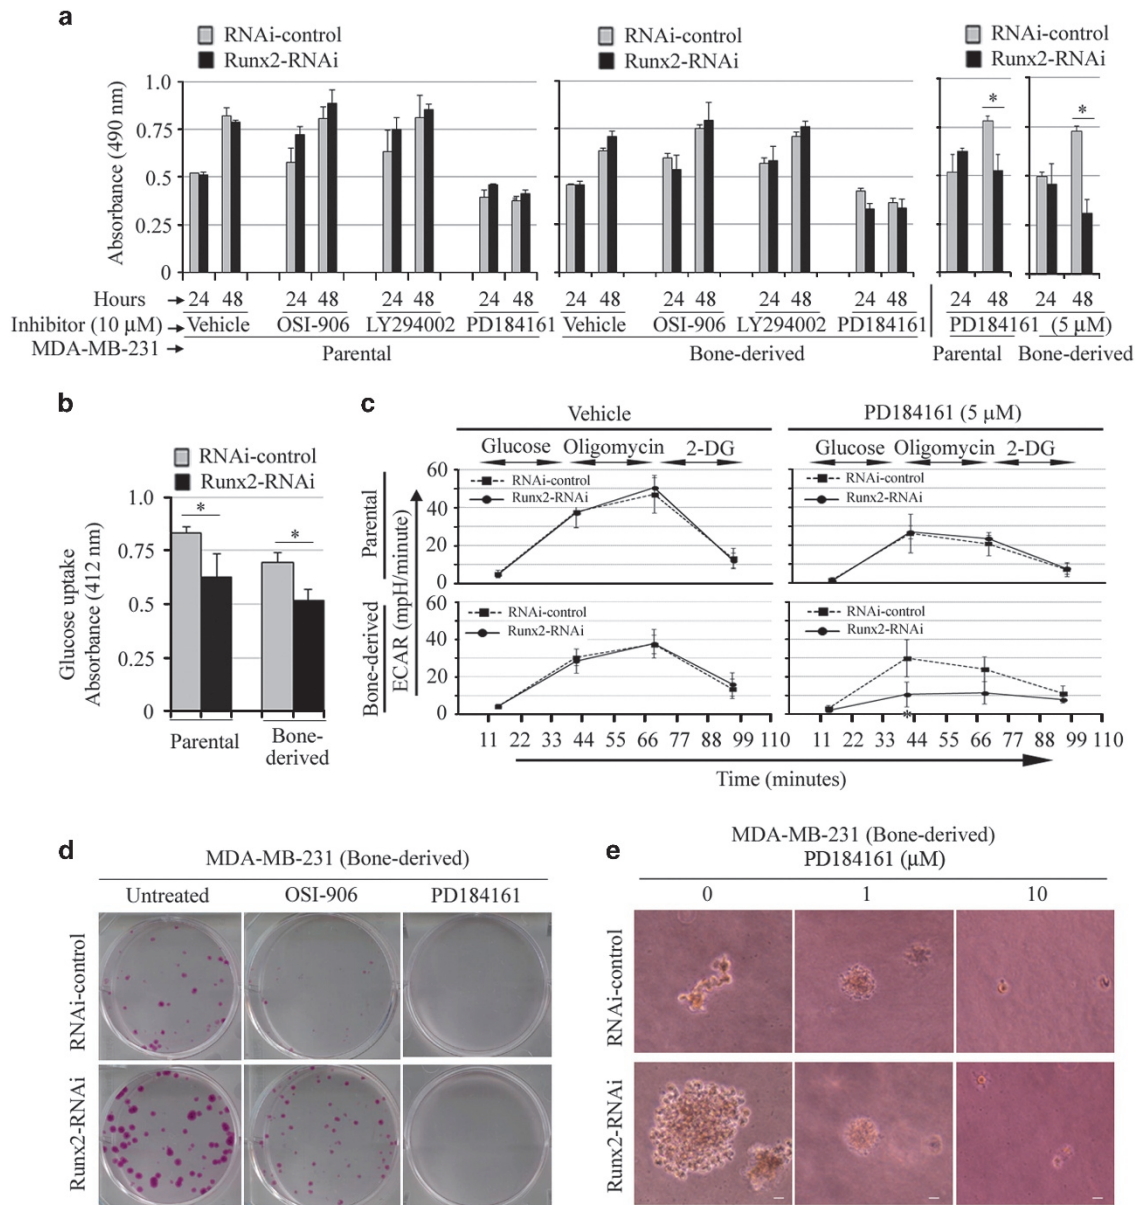 a
RNAi-control RNAi-control RNAi-control RNAi-control
Runx2-RNAi Runx2-RNAi Runx2-RNAi Runx2-RNAi
Absorbance (490 nm)
1.0
0.75
0.5
0.25
0
Hours 24 48 24 48 24 48 24 48 24 48 24 48 24 48 24 48 24 48 24 48
Inhibitor (10 μM) Vehicle OSI-906 LY294002 PD184161 Vehicle OSI-906 LY294002 PD184161 PD184161 (5 μM)
MDA-MB-231 Parental Bone-derived Parental Bone-derived
* *
b
RNAi-control
Runx2-RNAi
Glucose uptake
Absorbance (412 nm)
1.0
0.75
0.5
0.25
0
* *
Parental Bone-
derived
c
Vehicle PD184161 (5 μM)
Glucose Oligomycin 2-DG Glucose Oligomycin 2-DG
Parental
Bone-derived
ECAR (mpH/minute)
60
40
20
0
RNAi-control RNAi-control
Runx2-RNAi Runx2-RNAi
60
40
20
0
RNAi-control RNAi-control
Runx2-RNAi Runx2-RNAi
*
11 22 33 44 55 66 77 88 99 110 11 22 33 44 55 66 77 88 99 110
Time (minutes)
d
MDA-MB-231 (Bone-derived)
Untreated OSI-906 PD184161
RNAi-control
Runx2-RNAi
e
MDA-MB-231 (Bone-derived)
PD184161 (μM)
0 1 10
RNAi-control
Runx2-RNAi